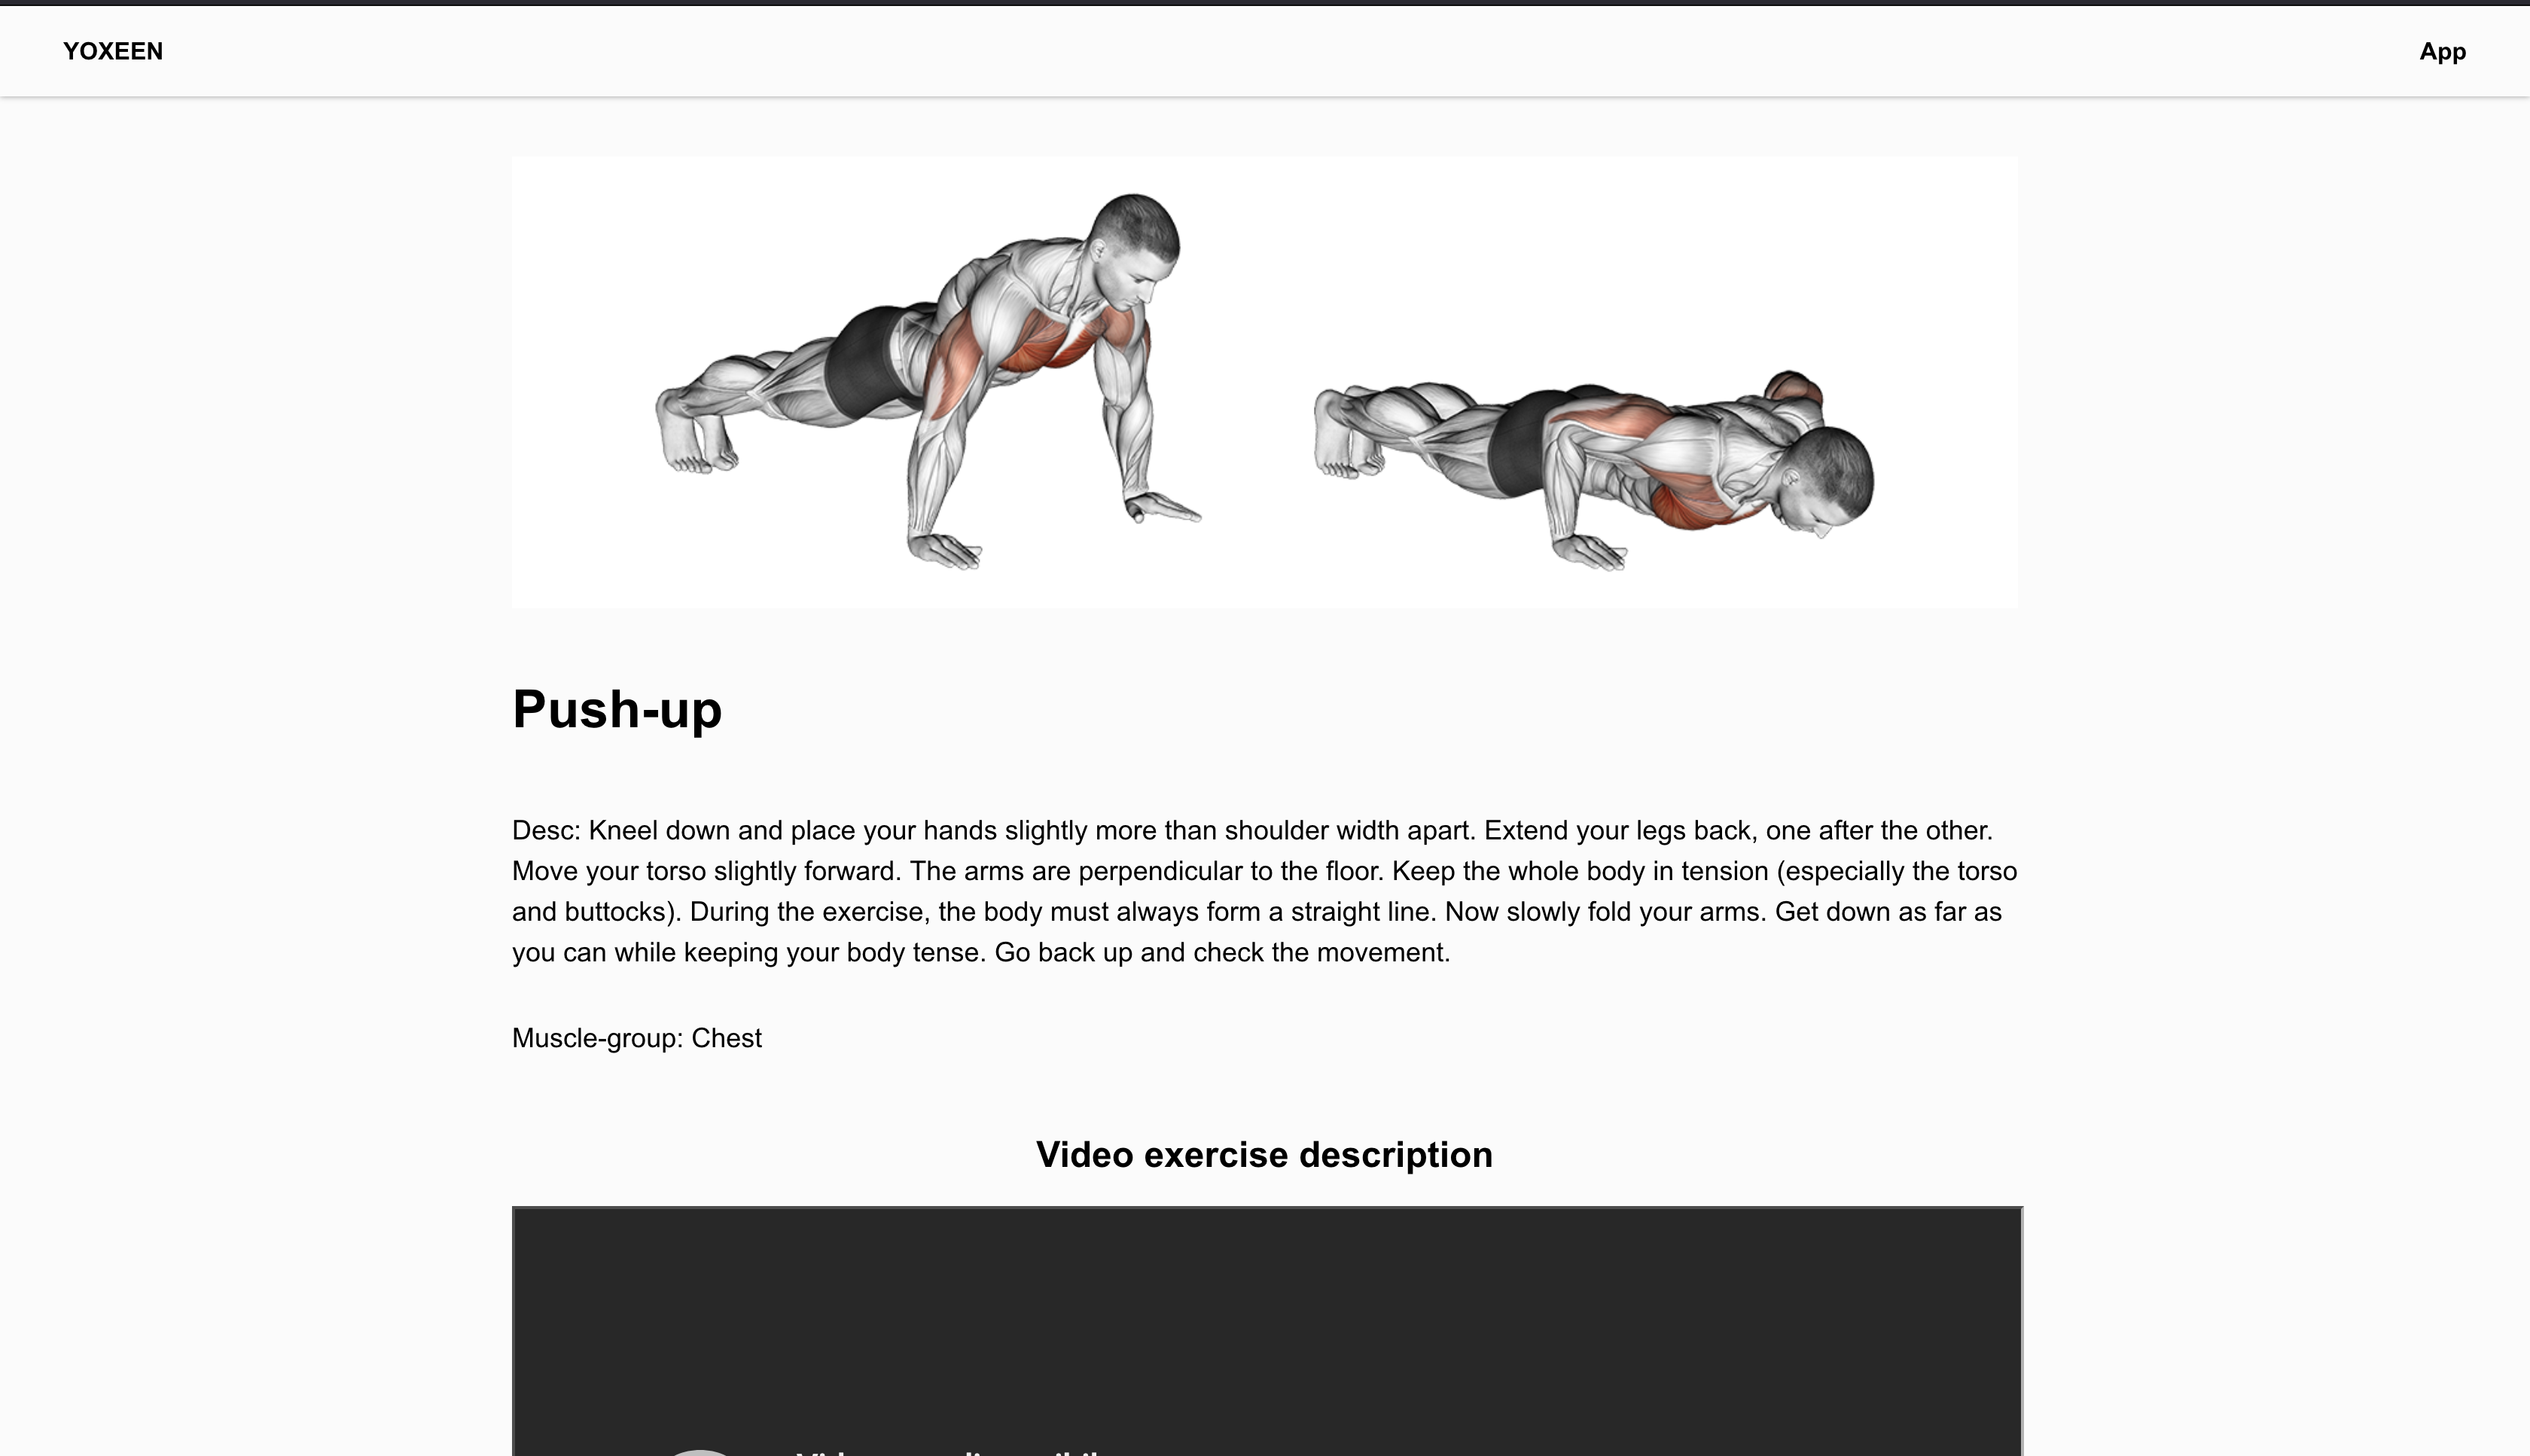 YOXEEN
App
Push-up
Desc: Kneel down and place your hands slightly more than shoulder width apart. Extend your legs back, one after the other.
Move your torso slightly forward. The arms are perpendicular to the floor. Keep the whole body in tension (especially the torso
and buttocks). During the exercise, the body must always form a straight line. Now slowly fold your arms. Get down as far as
you can while keeping your body tense. Go back up and check the movement.
Muscle-group: Chest
Video exercise description